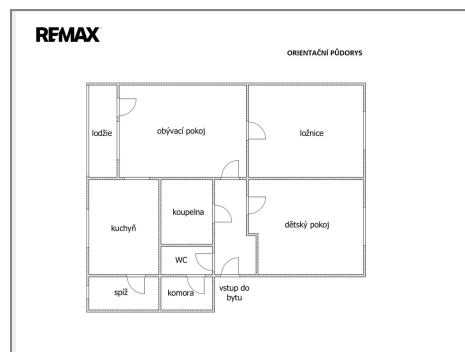 RE/MAX
ORIENTAČNÍ PŮDORYS
lodžie
obývací pokoj
ložnice
kuchyň
koupelna
dětský pokoj
WC
spíž
komora
vstup do
bytu